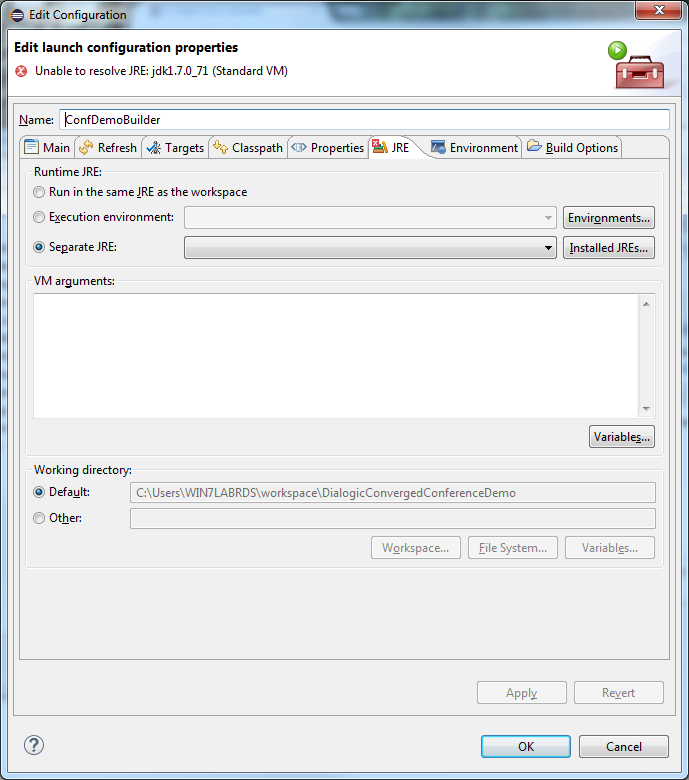 Edit Configuration
Edit launch configuration properties
Unable to resolve JRE: jdk1.7.0_71 (Standard VM)
Name: ConfDemoBuilder
Main Refresh Targets Classpath Properties JRE Environment Build Options
Runtime JRE:
Run in the same JRE as the workspace
Execution environment: Environments...
Separate JRE: Installed JREs...
VM arguments:
Variables...
Working directory:
Default: C:\Users\WIN7LABRDS\workspace\DialogicConvergedConferenceDemo
Other:
Workspace... File System... Variables...
Apply Revert
? OK Cancel